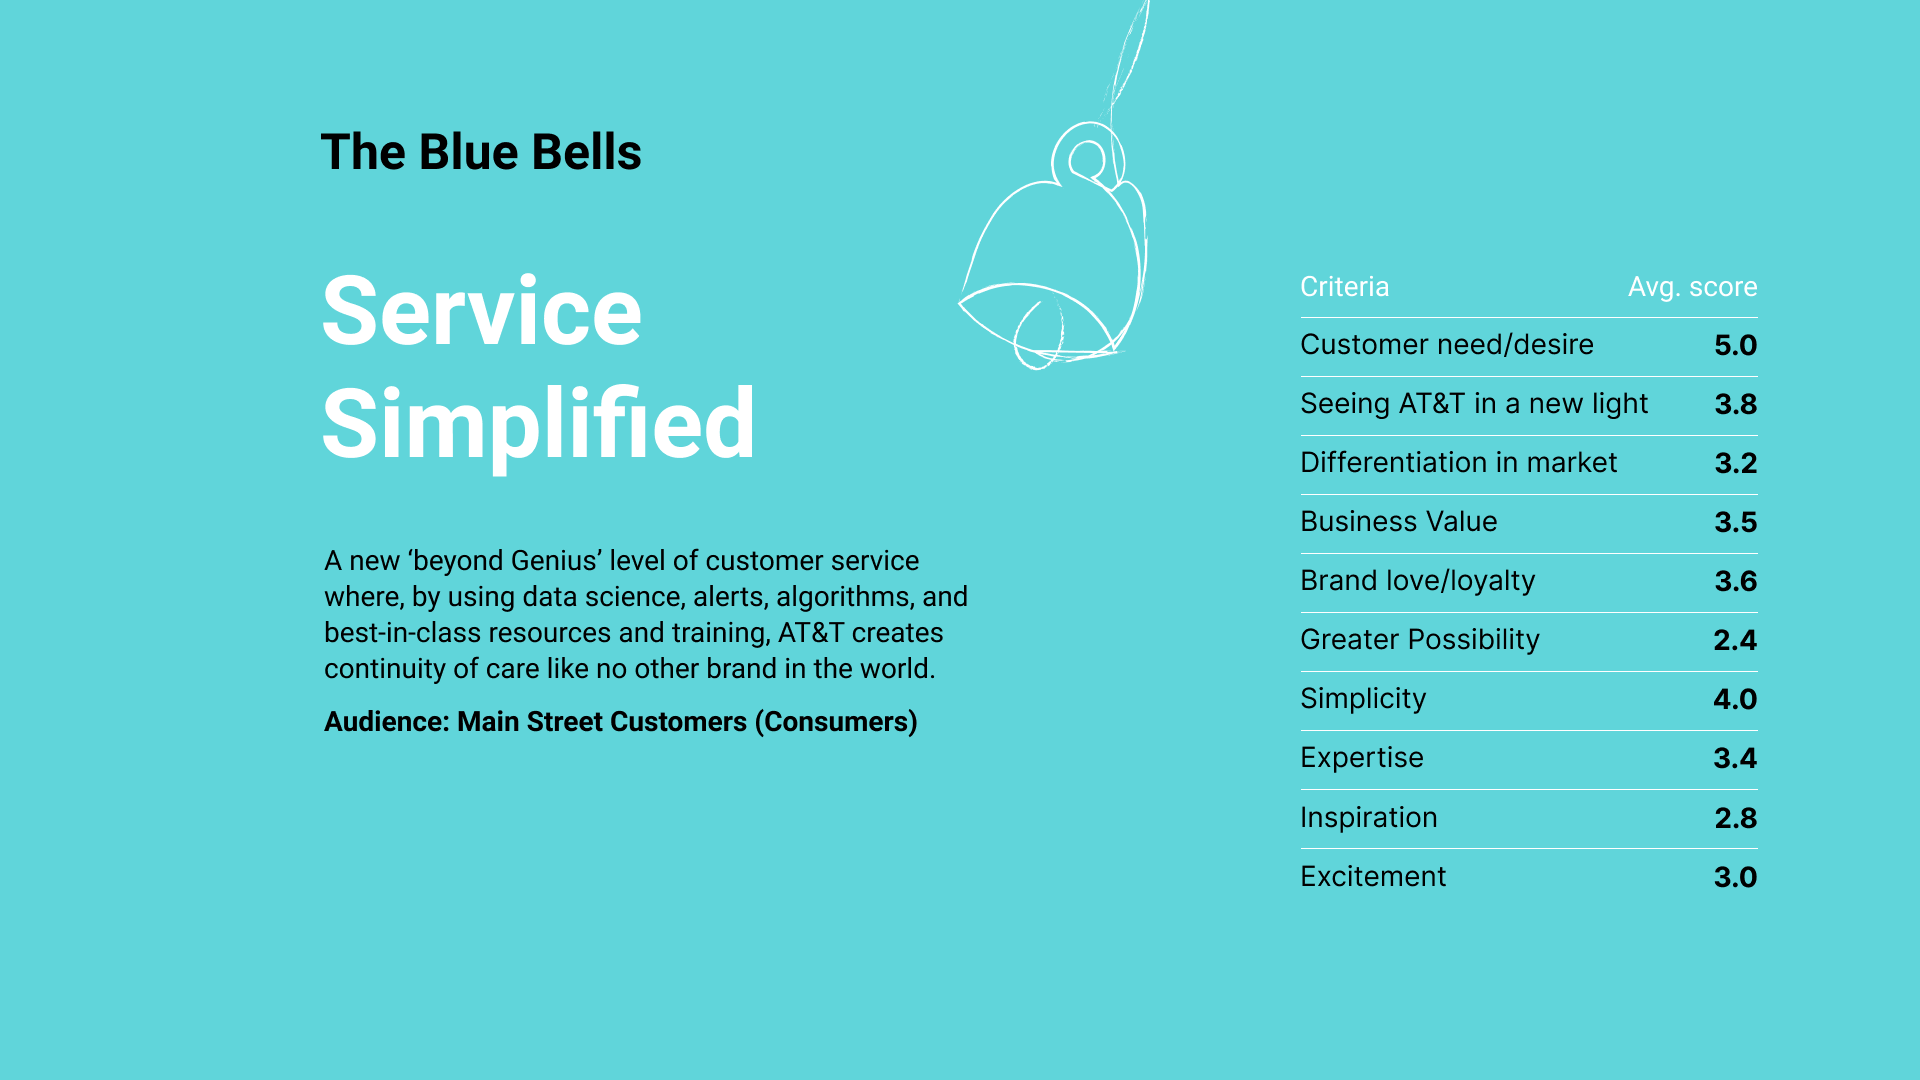 The Blue Bells
Service
Simplified
A new ‘beyond Genius’ level of customer service
where, by using data science, alerts, algorithms, and
best-in-class resources and training, AT&T creates
continuity of care like no other brand in the world.
Audience: Main Street Customers (Consumers)
Criteria Avg. score
Customer need/desire 5.0
Seeing AT&T in a new light 3.8
Differentiation in market 3.2
Business Value 3.5
Brand love/loyalty 3.6
Greater Possibility 2.4
Simplicity 4.0
Expertise 3.4
Inspiration 2.8
Excitement 3.0